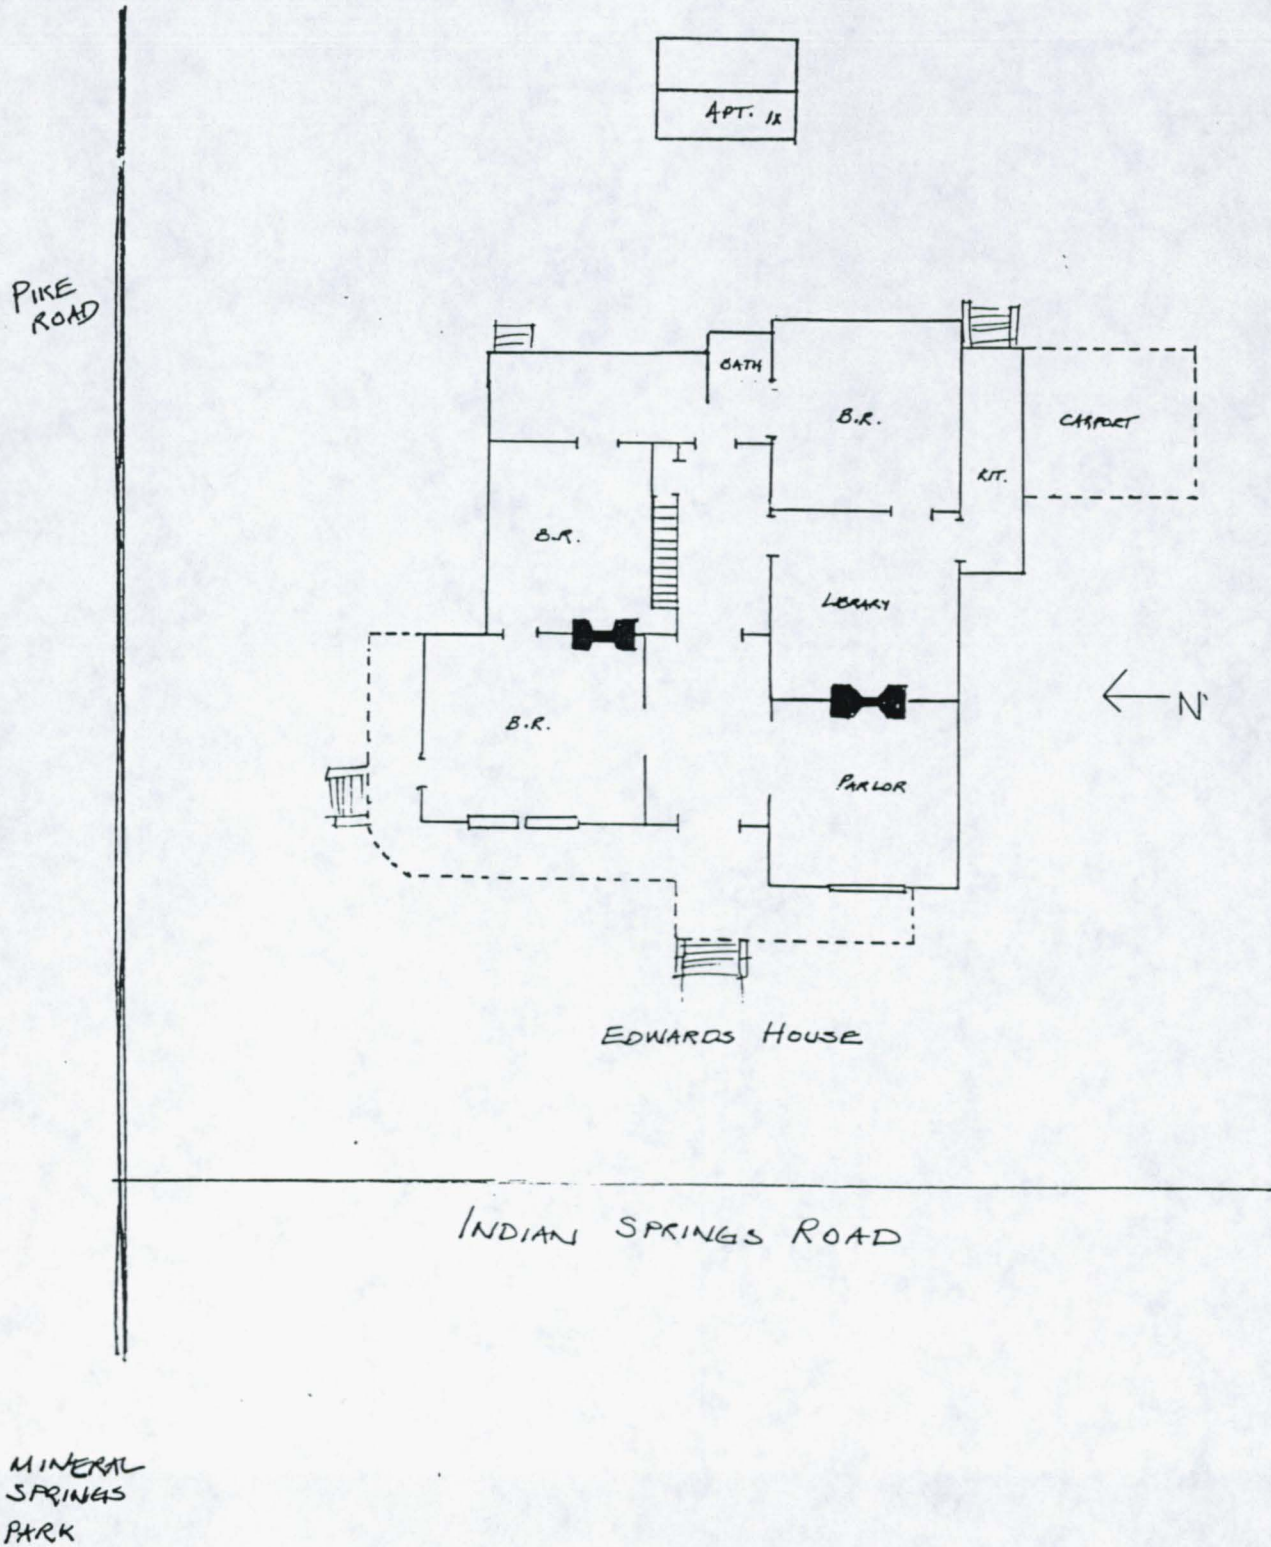 APT. 1X
PIKE
ROAD
BATH
B.R.
CARPORT
KIT.
B.R.
LIBRARY
N
B.R.
PARLOR
EDWARDS HOUSE
INDIAN SPRINGS ROAD
MINERAL
SPRINGS
PARK